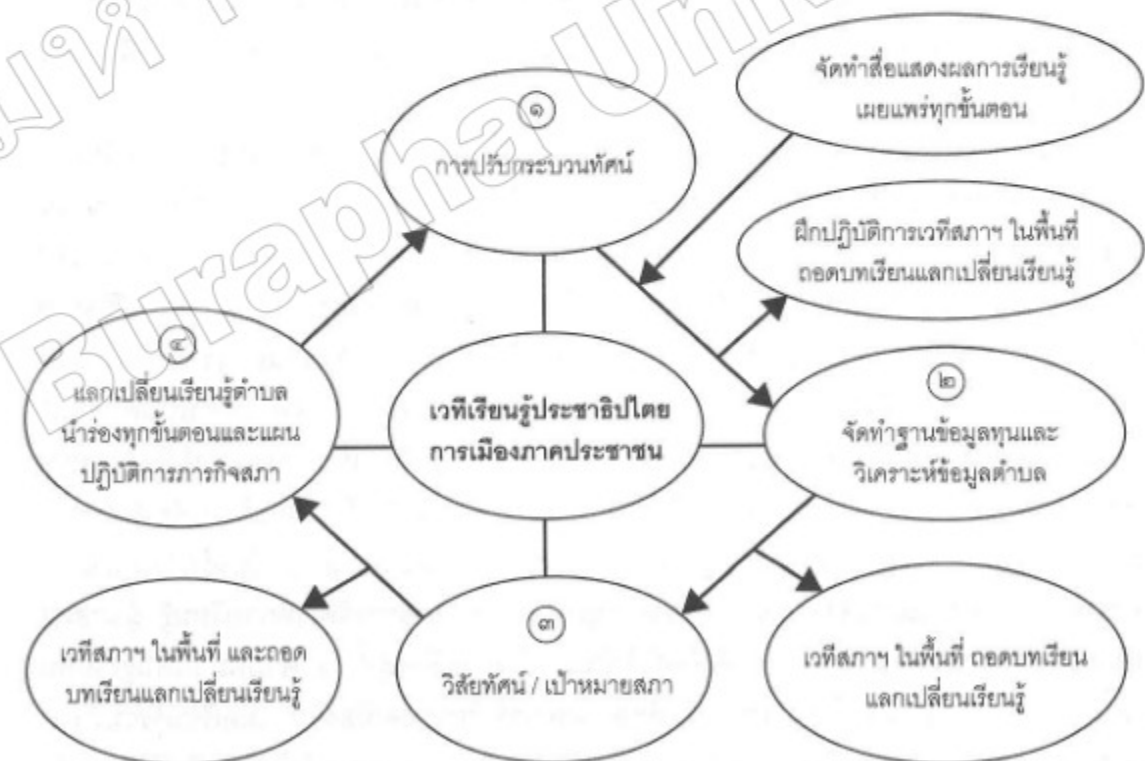 มหา
Burapha Uni
จัดทำสื่อแสดงผลการเรียนรู้
เผยแพร่ทุกขั้นตอน
๑
การปรับกระบวนทัศน์
ฝึกปฏิบัติการเวทีสภาฯ ในพื้นที่
ถอดบทเรียนแลกเปลี่ยนเรียนรู้
๔
แลกเปลี่ยนเรียนรู้ตำบล
นำร่องทุกขั้นตอนและแผน
ปฏิบัติการภารกิจสภา
เวทีเรียนรู้ประชาธิปไตย
การเมืองภาคประชาชน
๒
จัดทำฐานข้อมูลทุนและ
วิเคราะห์ข้อมูลตำบล
เวทีสภาฯ ในพื้นที่ และถอด
บทเรียนแลกเปลี่ยนเรียนรู้
๓
วิสัยทัศน์ / เป้าหมายสภา
เวทีสภาฯ ในพื้นที่ ถอดบทเรียน
แลกเปลี่ยนเรียนรู้